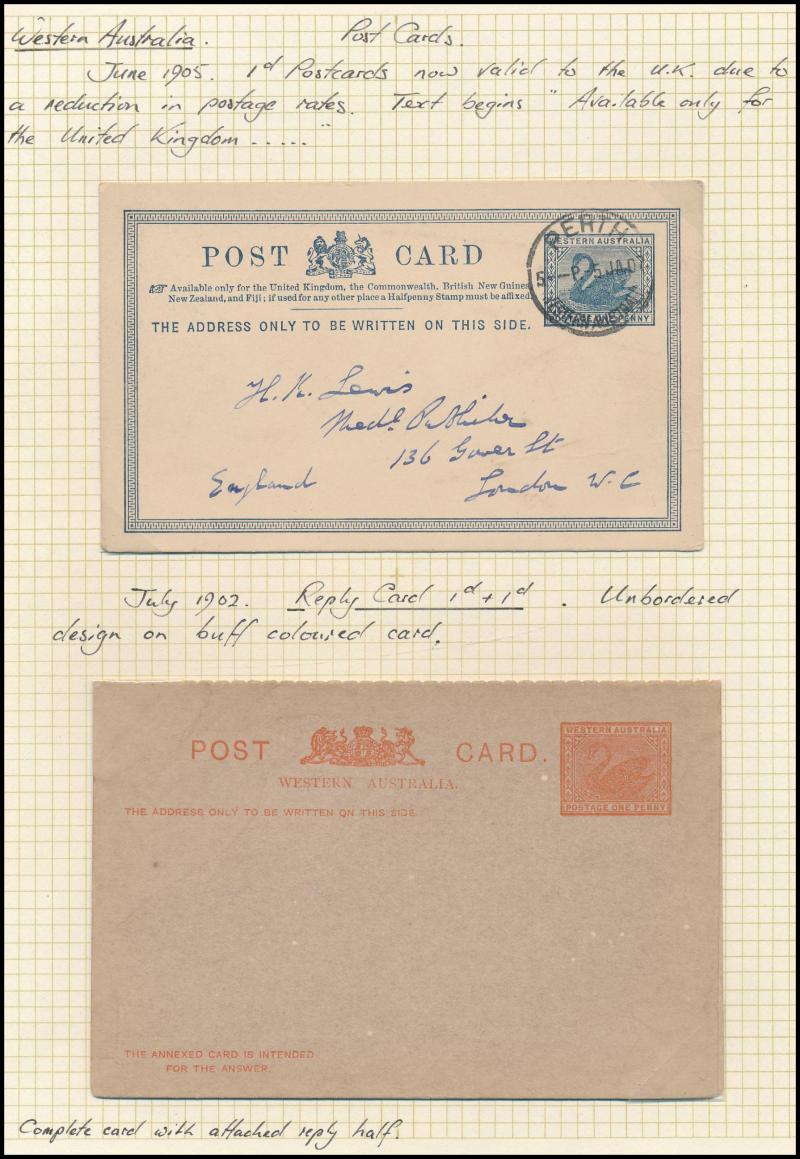 Western Australia. Post Cards.
June 1905. 1d Postcards now valid to the U.K. due to
a reduction in postage rates. Text begins "Available only for
the United Kingdom ....."
POST CARD
Available only for the United Kingdom, the Commonwealth, British New Guinea
New Zealand, and Fiji; if used for any other place a Halfpenny Stamp must be affixed.
THE ADDRESS ONLY TO BE WRITTEN ON THIS SIDE.
WESTERN AUSTRALIA
PERTH
WESTERN AUSTRALIA
H. K. Lewis
Medl Publisher
136 Gower St
England London W.C
July 1902. Reply Card 1d + 1d. Unbordered
design on buff coloured card.
POST CARD.
WESTERN AUSTRALIA.
THE ADDRESS ONLY TO BE WRITTEN ON THIS SIDE.
WESTERN AUSTRALIA
POSTAGE ONE PENNY
THE ANNEXED CARD IS INTENDED
FOR THE ANSWER.
Complete card with attached reply half.